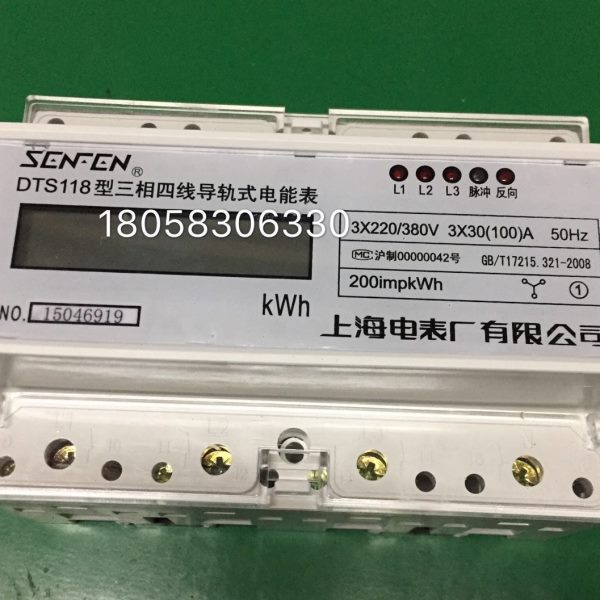 SENFEN®
DTS118型三相四线导轨式电能表
L1 L2 L3 脉冲 反向
18058306330
3X220/380V 3X30(100)A 50Hz
MC 沪制00000042号 GB/T17215.321-2008
200impkWh ①
kWh
NO. 15046919
上海电表厂有限公司